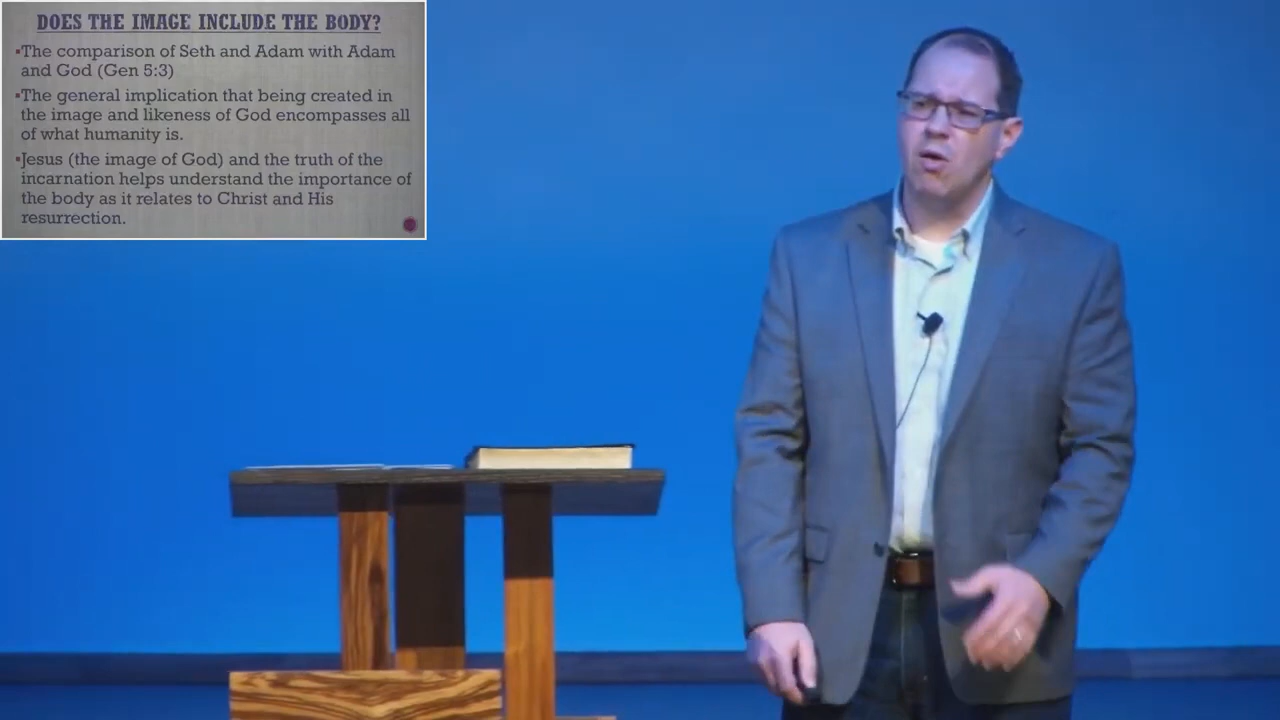 DOES THE IMAGE INCLUDE THE BODY?
▪The comparison of Seth and Adam with Adam
and God (Gen 5:3)
▪The general implication that being created in
the image and likeness of God encompasses all
of what humanity is.
▪Jesus (the image of God) and the truth of the
incarnation helps understand the importance of
the body as it relates to Christ and His
resurrection.